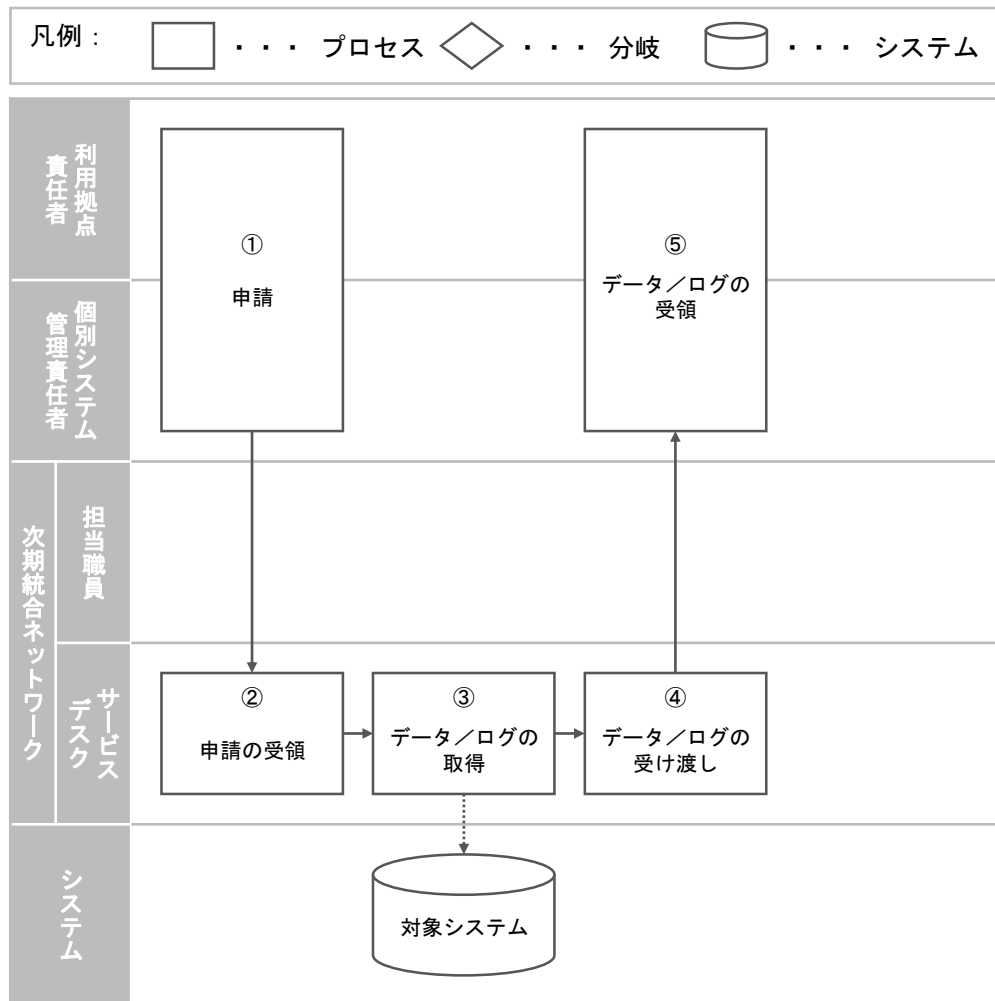 凡例：
・・・ プロセス
・・・ 分岐
・・・ システム
利用拠点
責任者
①
申請
⑤
データ／ログの
受領
個別システム
管理責任者
次期統合ネットワーク
担当職員
サービス
デスク
②
申請の受領
③
データ／ログの
取得
④
データ／ログの
受け渡し
システム
対象システム